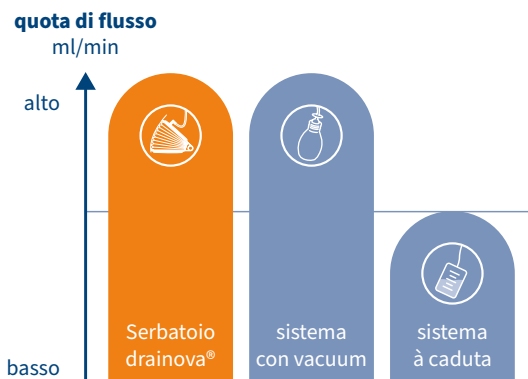 quota di flusso
ml/min
alto
basso
Serbatoio
drainova®
sistema
con vacuum
sistema
à caduta